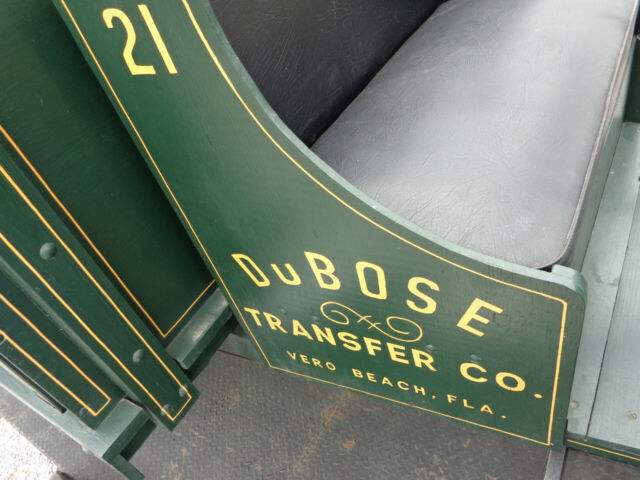 21
DuBOSE
TRANSFER CO.
VERO BEACH, FLA.